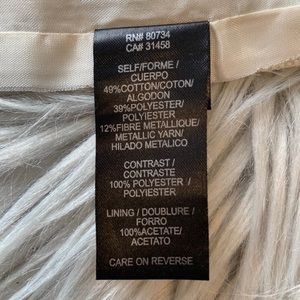 RN# 80734
CA# 31458
SELF/FORME /
CUERPO
49%COTTON/COTON/
ALGODON
39%POLYESTER/
POLYIESTER
12%FIBRE METALLIQUE/
METALLIC YARN/
HILADO METALICO
CONTRAST /
CONTRASTE
100% POLYESTER /
POLYIESTER
LINING / DOUBLURE /
FORRO
100%ACETATE/
ACETATO
CARE ON REVERSE